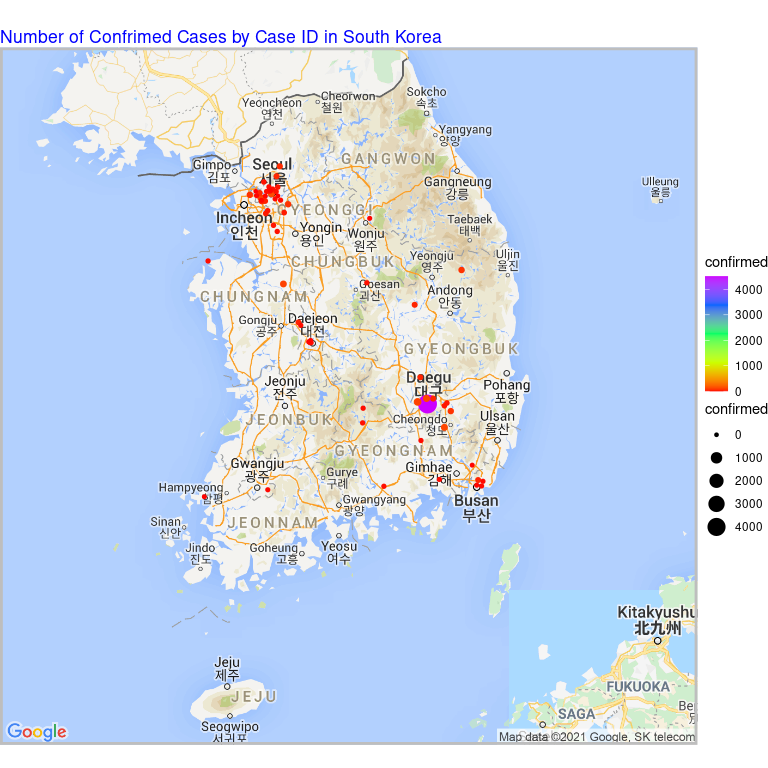 Number of Confrimed Cases by Case ID in South Korea
Yeoncheon
연천
Cheorwon
철원
Sokcho
속초
Yangyang
양양
Gimpo
김포
Seoul
서울
GANGWON
Gangneung
강릉
Ulleung
울릉
Incheon
인천
YEONGGI
Yongin
용인
Wonju
원주
Taebaek
태백
CHUNGBUK
Yeongju
영주
Uljin
울진
CHUNGNAM
Goesan
괴산
Andong
안동
Gongju
공주
Daejeon
대전
GYEONGBUK
Jeonju
전주
Daegu
대구
Pohang
포항
JEONBUK
Cheongdo
청도
Ulsan
울산
GYEONGNAM
Gwangju
광주
Gurye
구례
Gimhae
김해
Hampyeong
함평
Gwangyang
광양
Busan
부산
Sinan
신안
JEONNAM
Jindo
진도
Goheung
고흥
Yeosu
여수
Kitakyushu
北九州
Jeju
제주
JEJU
FUKUOKA
SAGA
Seogwipo
서귀포
Google
Map data ©2021 Google, SK telecom
confirmed
4000
3000
2000
1000
0
confirmed
0
1000
2000
3000
4000